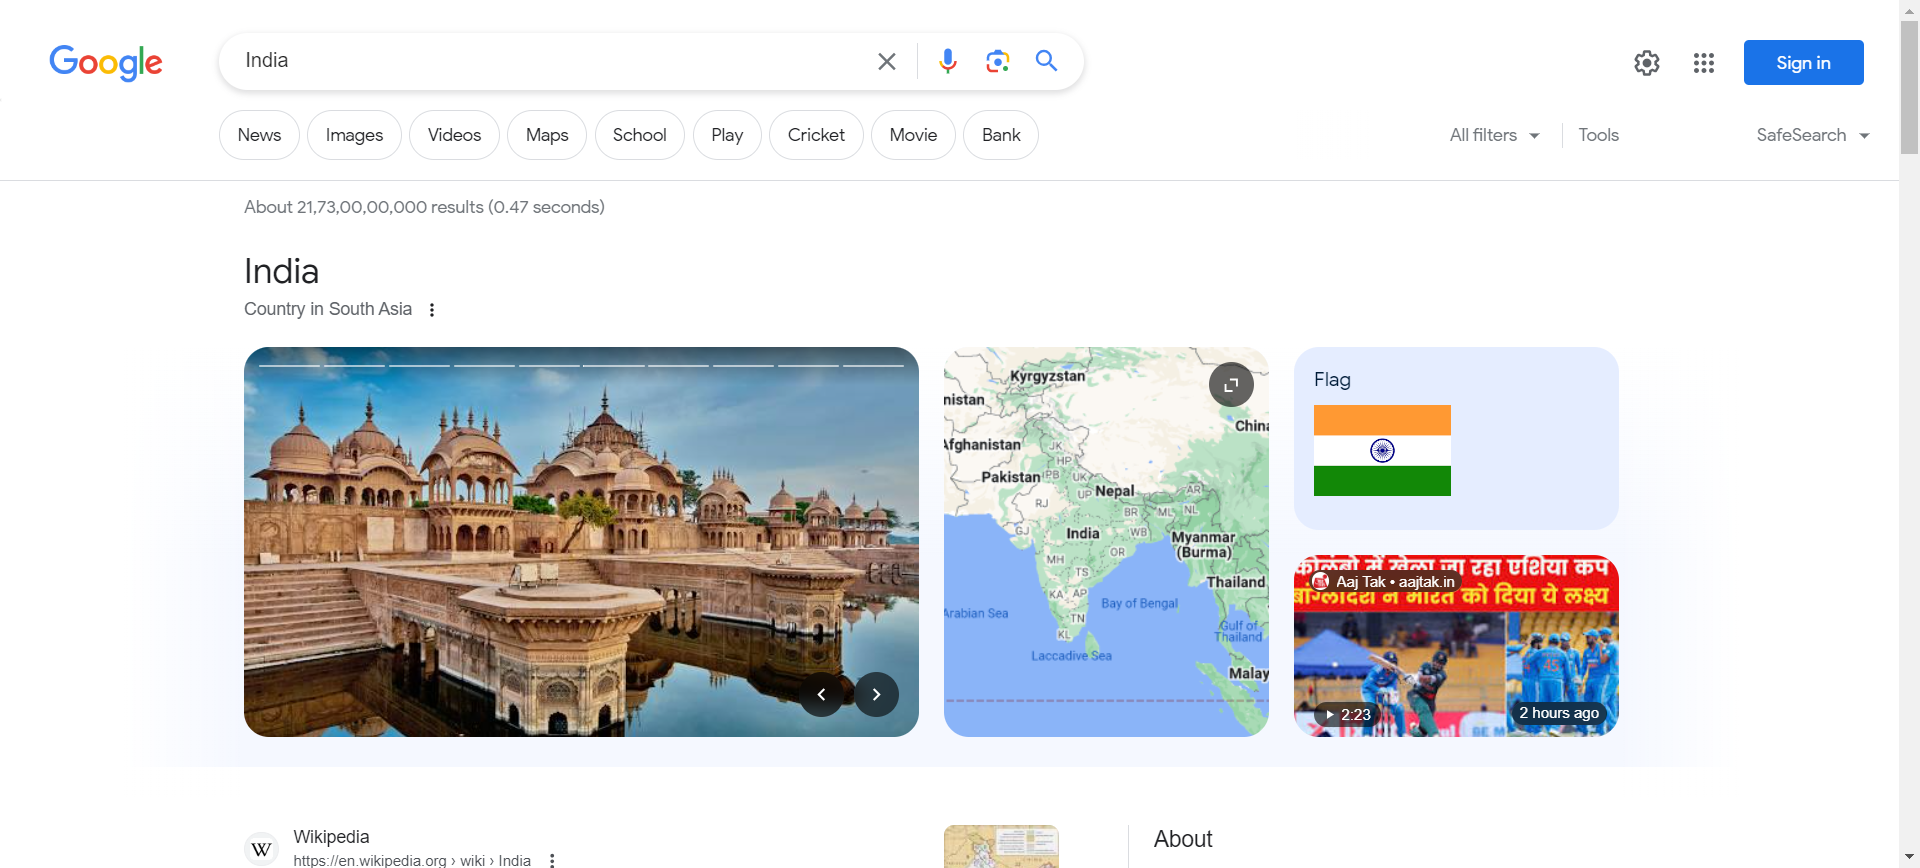 Google
India
Sign in
News
Images
Videos
Maps
School
Play
Cricket
Movie
Bank
All filters
Tools
SafeSearch
About 21,73,00,00,000 results (0.47 seconds)
India
Country in South Asia
Kyrgyzstan
nistan
China
Afghanistan
JK
HP
Pakistan
PB
UK
Nepal
UP
AR
RJ
BR
ML
NL
GJ
India
WB
Myanmar
(Burma)
OR
MH
TS
Thailand
KA
AP
Bay of Bengal
Arabian Sea
TN
Gulf of
Thailand
KL
Laccadive Sea
Malay
Flag
कोलंबो में खेला जा रहा एशिया कप
Aaj Tak • aajtak.in
बांग्लादेश ने भारत को दिया ये लक्ष्य
45
2:23
2 hours ago
W
Wikipedia
https://en.wikipedia.org › wiki › India
About